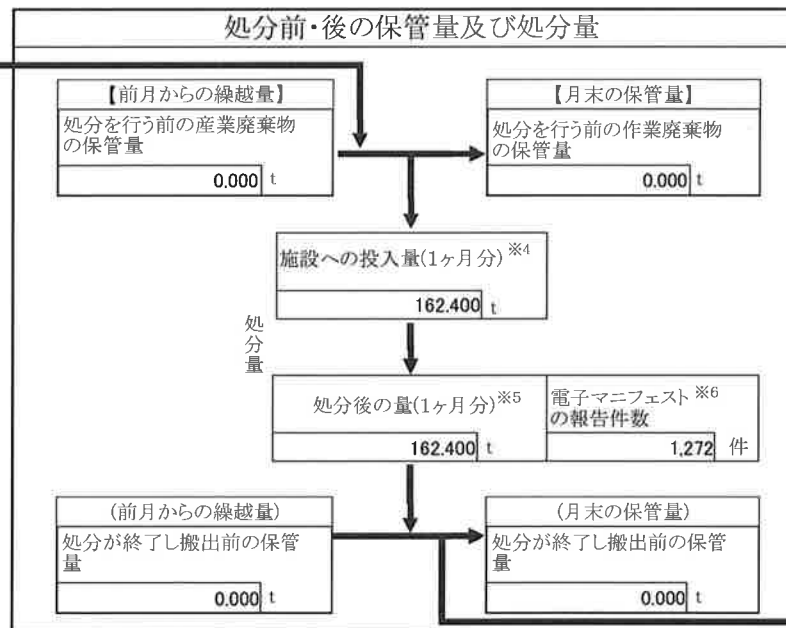 処分前・後の保管量及び処分量
【前月からの繰越量】
処分を行う前の産業廃棄物
の保管量
0.000 t
【月末の保管量】
処分を行う前の作業廃棄物
の保管量
0.000 t
施設への投入量(1ヶ月分)※4
162.400 t
処分量
処分後の量(1ヶ月分)※5
162.400 t
電子マニフェスト※6
の報告件数
1,272 件
(前月からの繰越量)
処分が終了し搬出前の保管
量
0.000 t
(月末の保管量)
処分が終了し搬出前の保管
量
0.000 t